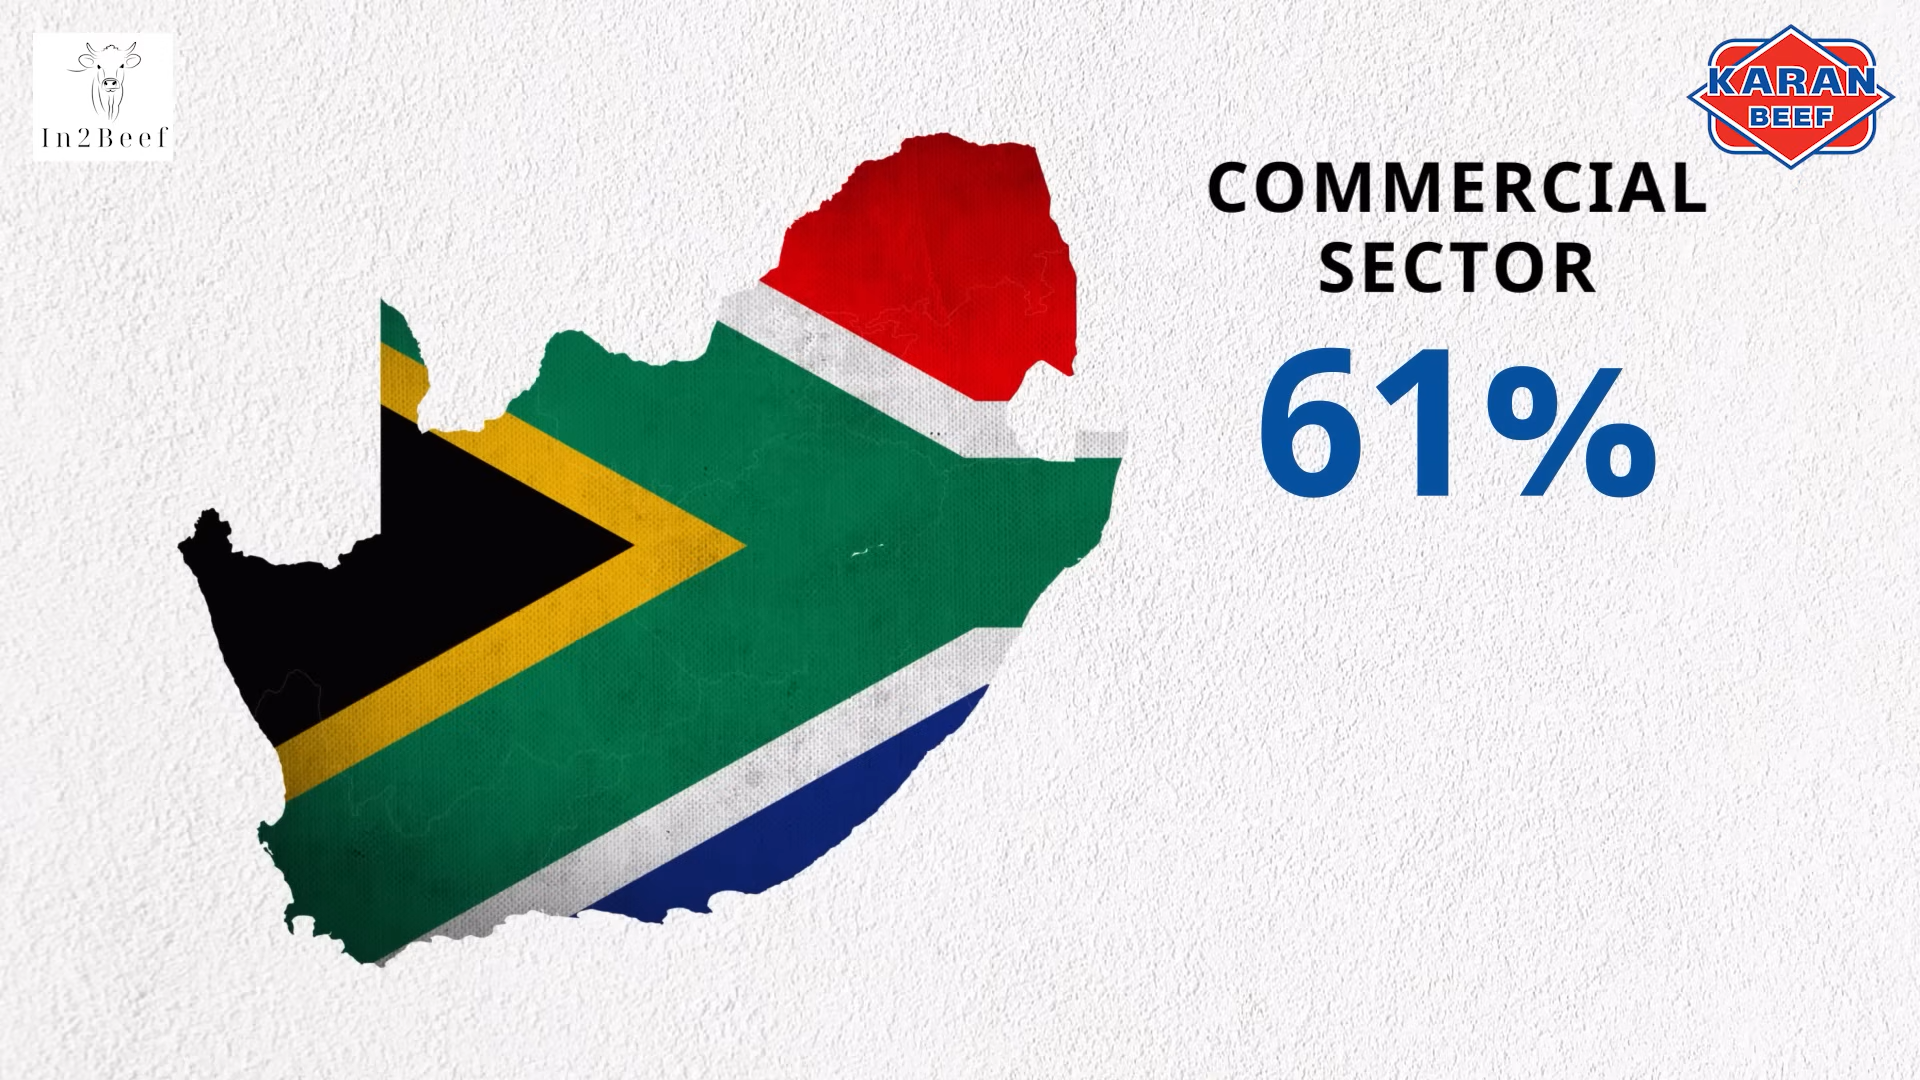 In2Beef
KARAN
BEEF
COMMERCIAL
SECTOR
61%